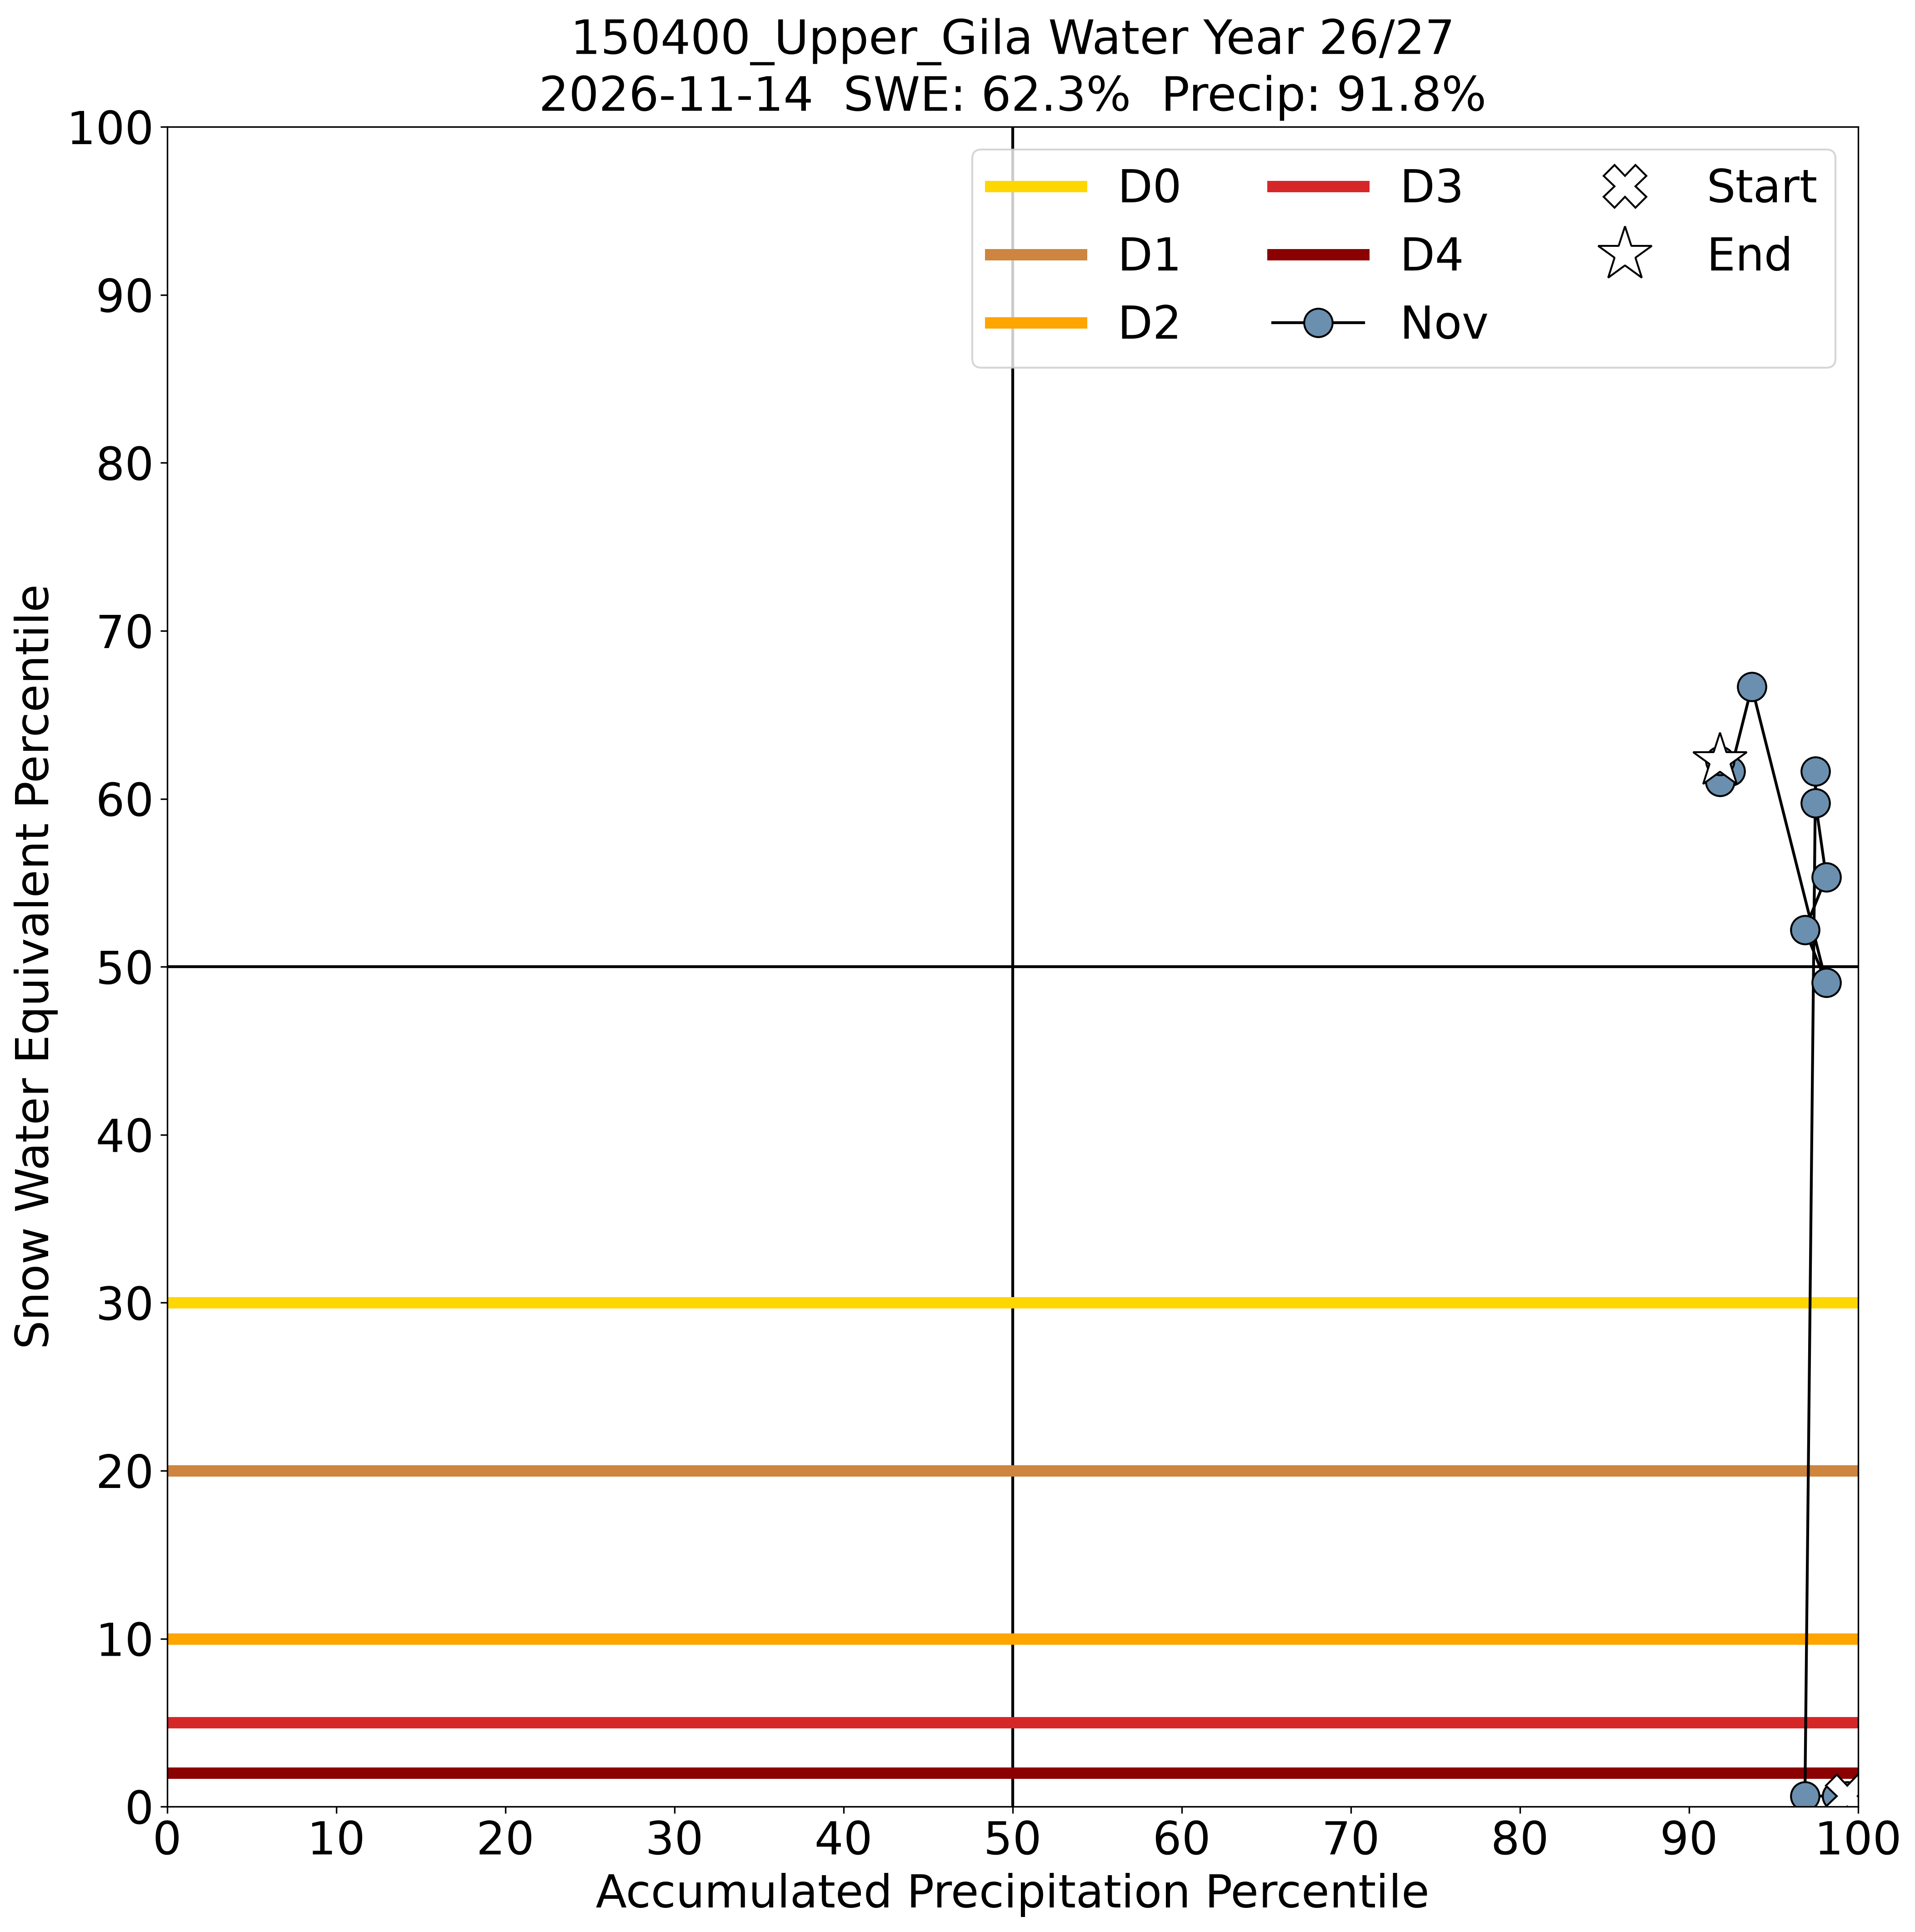 150400_Upper_Gila Water Year 26/27
2026-11-14  SWE: 62.3%  Precip: 91.8%
D0
D1
D2
D3
D4
Nov
Start
End
Snow Water Equivalent Percentile
100
90
80
70
60
50
40
30
20
10
0
0 10 20 30 40 50 60 70 80 90 100
Accumulated Precipitation Percentile